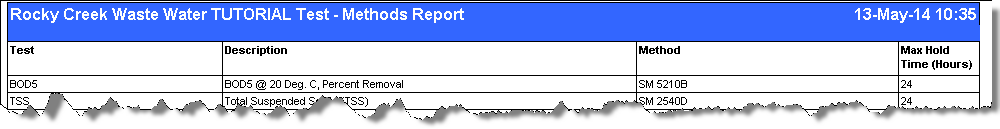 Rocky Creek Waste Water TUTORIAL Test - Methods Report 13-May-14 10:35
Test Description Method Max Hold Time (Hours)
BOD5 BOD5 @ 20 Deg. C, Percent Removal SM 5210B 24
TSS Total Suspended (TSS) SM 2540D 24